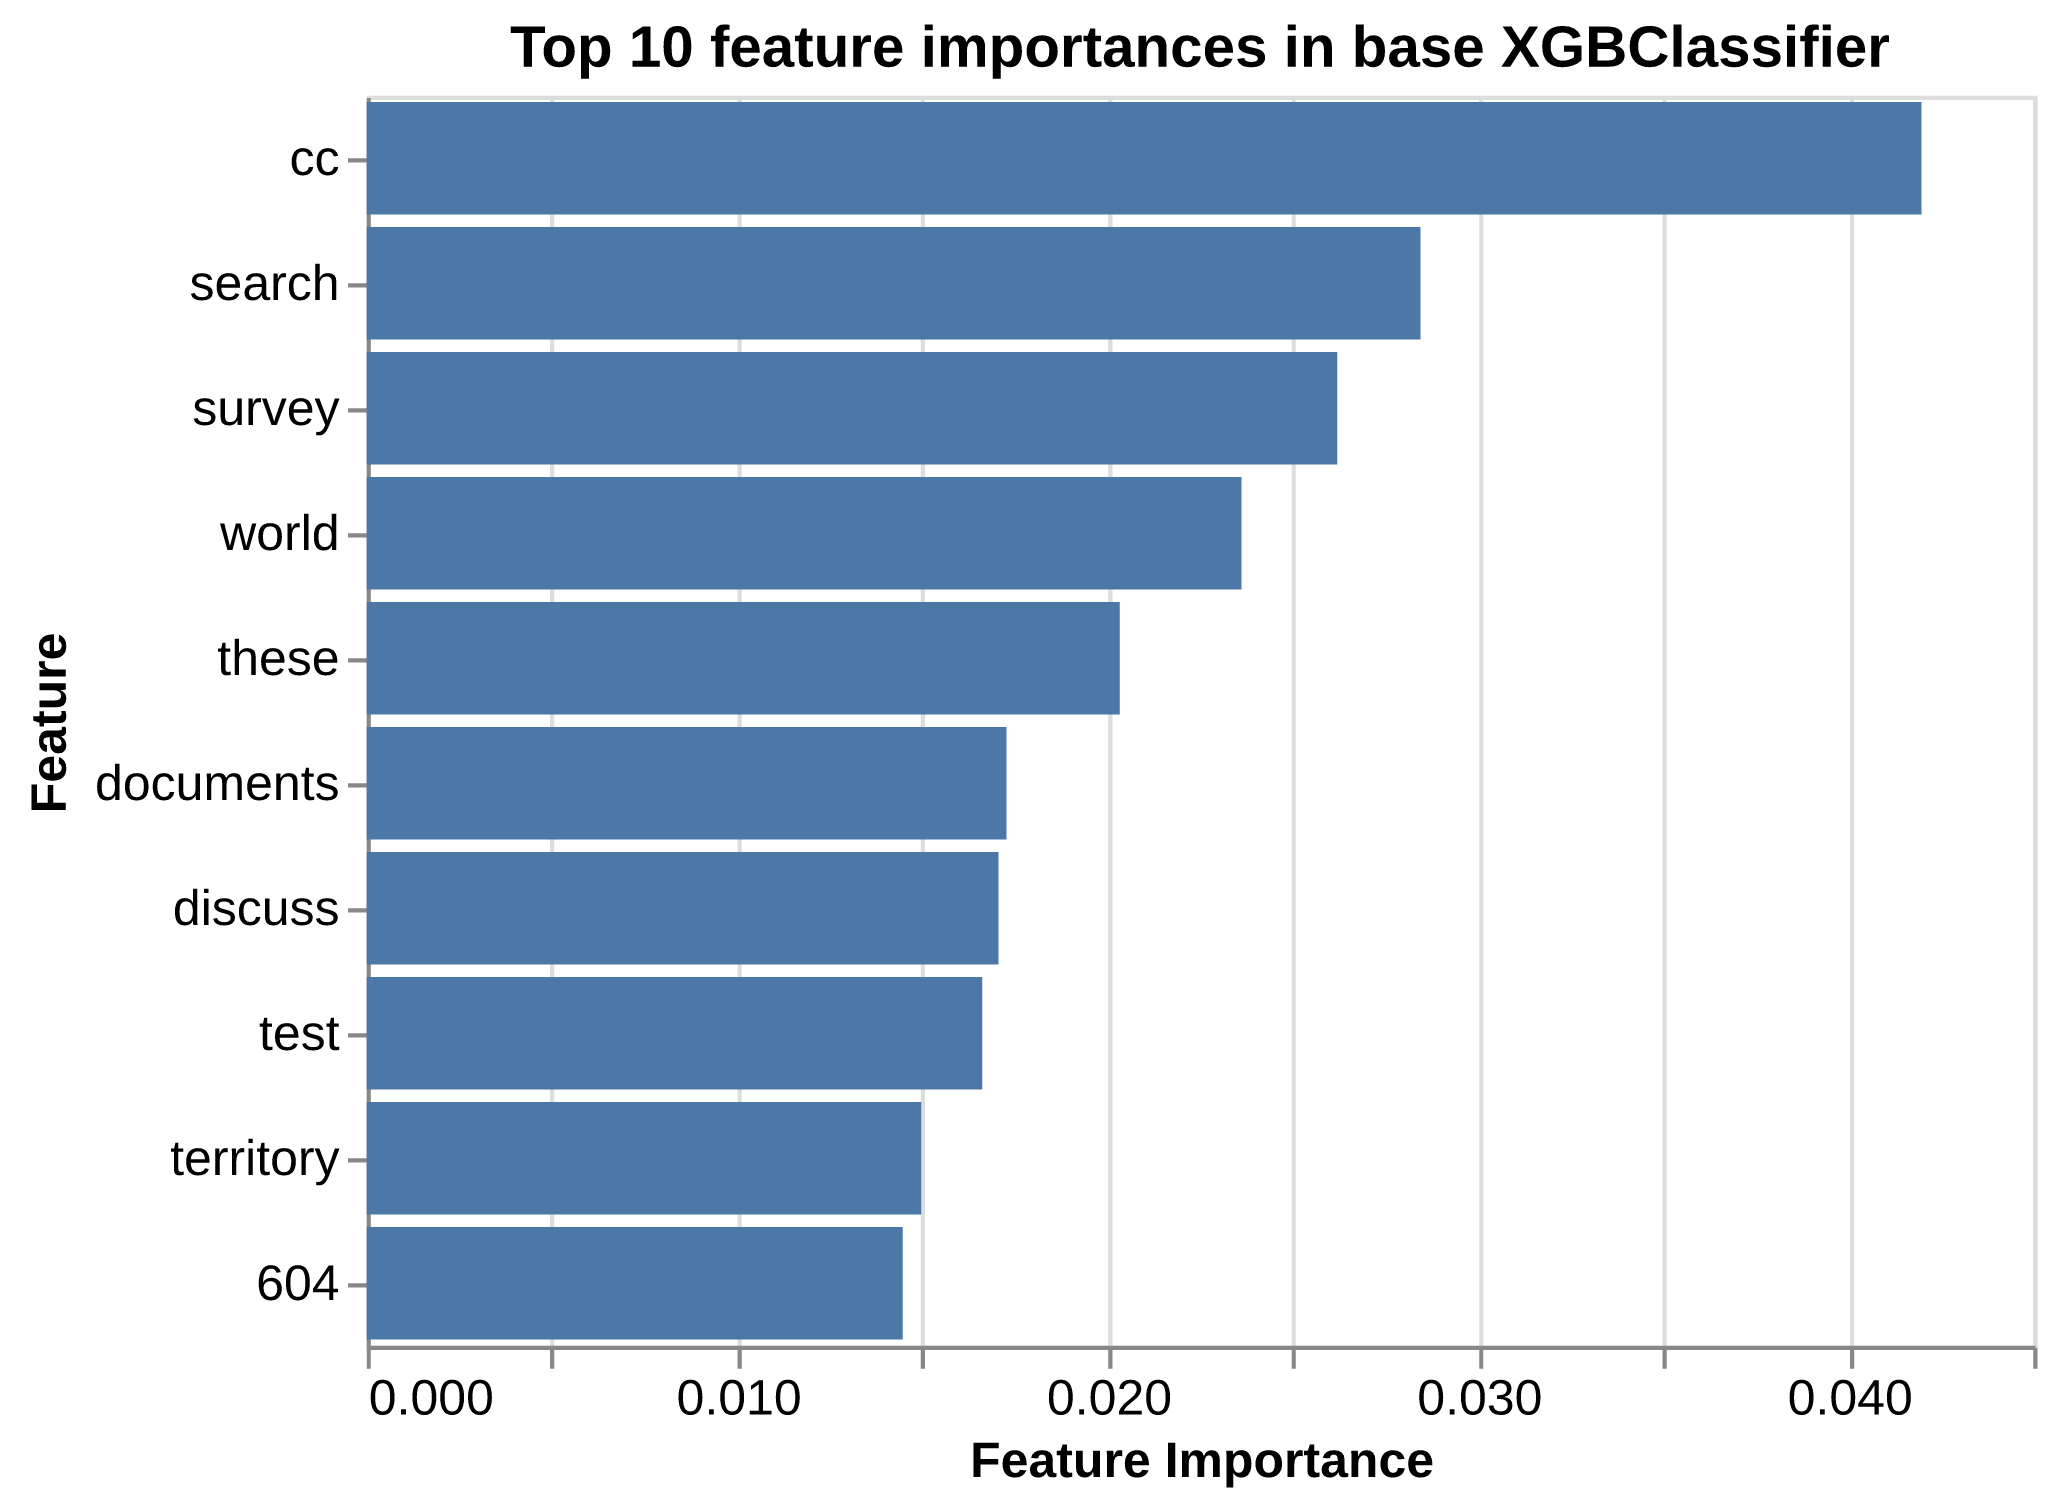 Top 10 feature importances in base XGBClassifier
Feature
cc
search
survey
world
these
documents
discuss
test
territory
604
0.000 0.010 0.020 0.030 0.040
Feature Importance